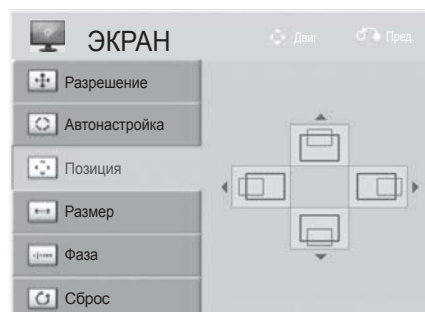 ЭКРАН
Двиг
Пред.
Разрешение
Автонастройка
Позиция
Размер
Фаза
Сброс